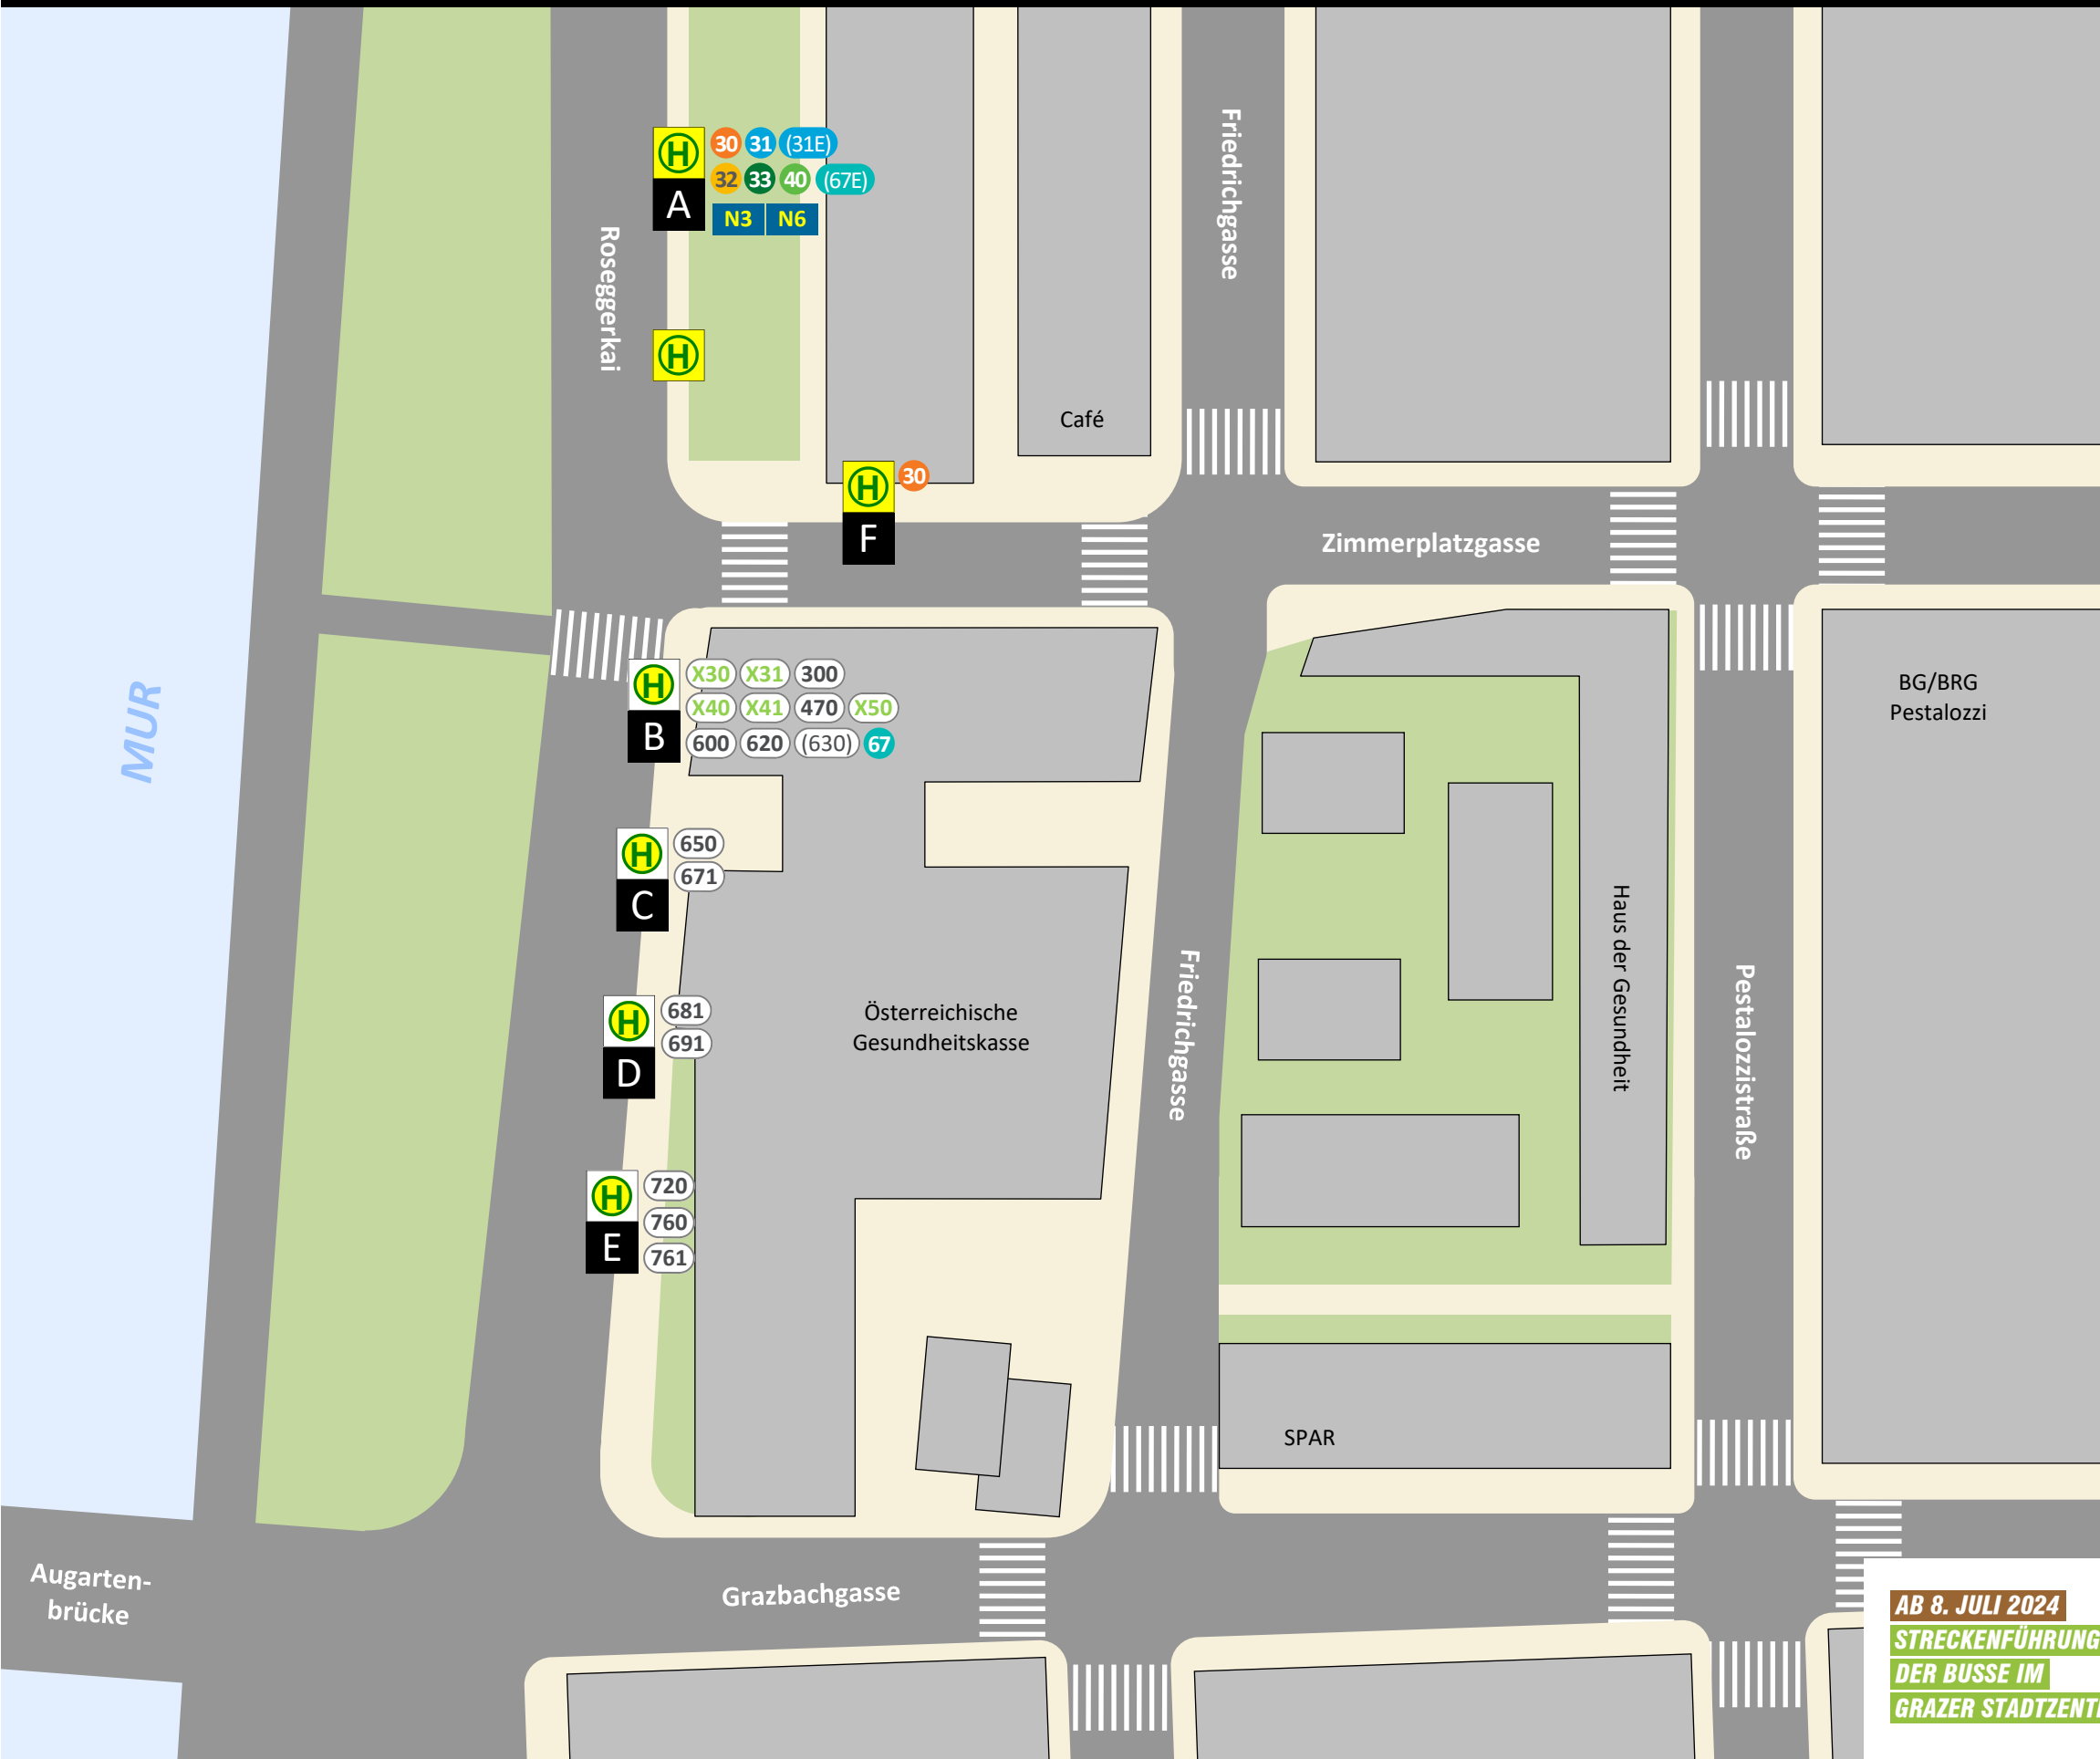 H 30 31 (31E)
32 33 40 (67E)
A N3 N6
Friedrichgasse
Roseggerkai
H
Café
H 30
F
Zimmerplatzgasse
MUR
H X30 X31 300
X40 X41 470 X50
B 600 620 (630) 67
BG/BRG
Pestalozzi
H 650
671
C
H 681
691
D
Österreichische
Gesundheitskasse
Friedrichgasse
Haus der Gesundheit
Pestalozzistraße
H 720
760
E 761
SPAR
Augarten-
brücke
Grazbachgasse
AB 8. JULI 2024
STRECKENFÜHRUNG
DER BUSSE IM
GRAZER